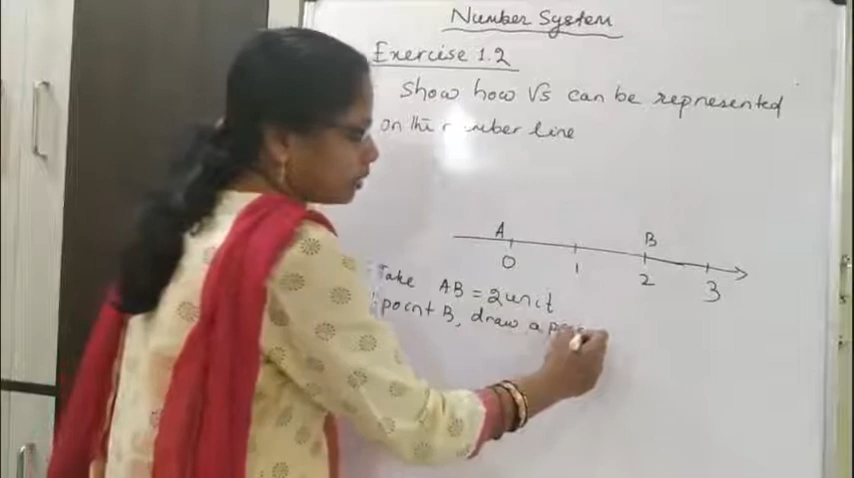 Number System
Exercise 1.2
Show how √5 can be represented
on the number line
A B
0 1 2 3
Take AB = 2 unit
point B, draw a